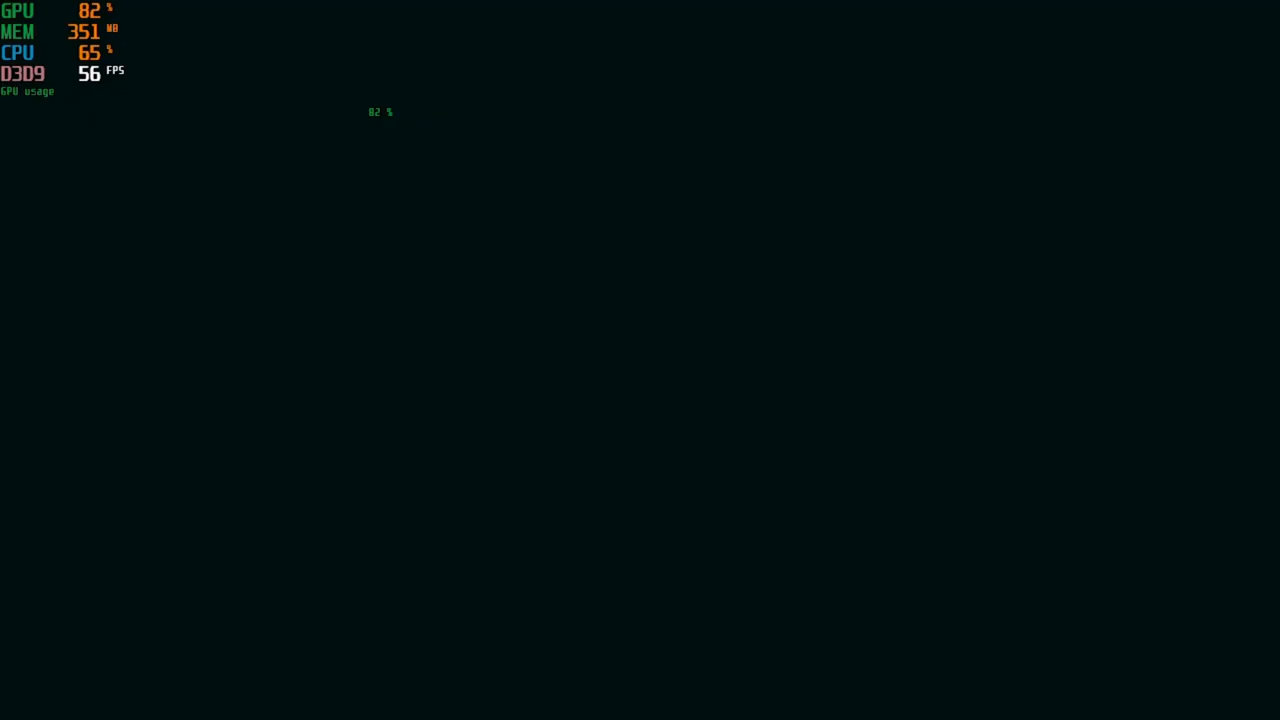 GPU 82 %
MEM 351 MB
CPU 65 %
D3D9 56 FPS
GPU usage
82 %